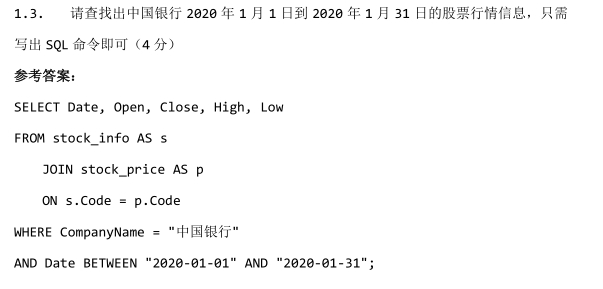 1.3. 请查找出中国银行 2020 年 1 月 1 日到 2020 年 1 月 31 日的股票行情信息，只需
写出 SQL 命令即可（4 分）
参考答案：
SELECT Date, Open, Close, High, Low
FROM stock_info AS s
JOIN stock_price AS p
ON s.Code = p.Code
WHERE CompanyName = "中国银行"
AND Date BETWEEN "2020-01-01" AND "2020-01-31";